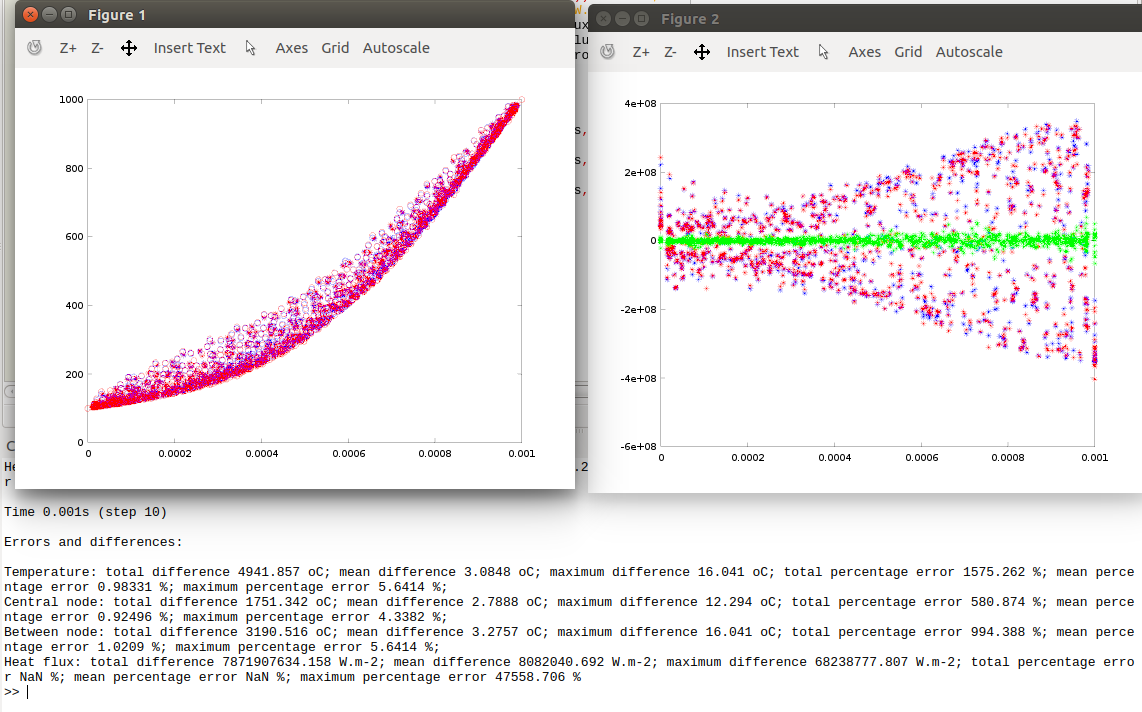 Figure 1
Z+ Z- Insert Text Axes Grid Autoscale
1000
800
600
400
200
0
0 0.0002 0.0004 0.0006 0.0008 0.001
Figure 2
Z+ Z- Insert Text Axes Grid Autoscale
4e+08
2e+08
0
-2e+08
-4e+08
-6e+08
0 0.0002 0.0004 0.0006 0.0008 0.001
Time 0.001s (step 10)
Errors and differences:
Temperature: total difference 4941.857 oC; mean difference 3.0848 oC; maximum difference 16.041 oC; total percentage error 1575.262 %; mean perce
ntage error 0.98331 %; maximum percentage error 5.6414 %;
Central node: total difference 1751.342 oC; mean difference 2.7888 oC; maximum difference 12.294 oC; total percentage error 580.874 %; mean perce
ntage error 0.92496 %; maximum percentage error 4.3382 %;
Between node: total difference 3190.516 oC; mean difference 3.2757 oC; maximum difference 16.041 oC; total percentage error 994.388 %; mean perce
ntage error 1.0209 %; maximum percentage error 5.6414 %;
Heat flux: total difference 7871907634.158 W.m-2; mean difference 8082040.692 W.m-2; maximum difference 68238777.807 W.m-2; total percentage erro
r NaN %; mean percentage error NaN %; maximum percentage error 47558.706 %
>>